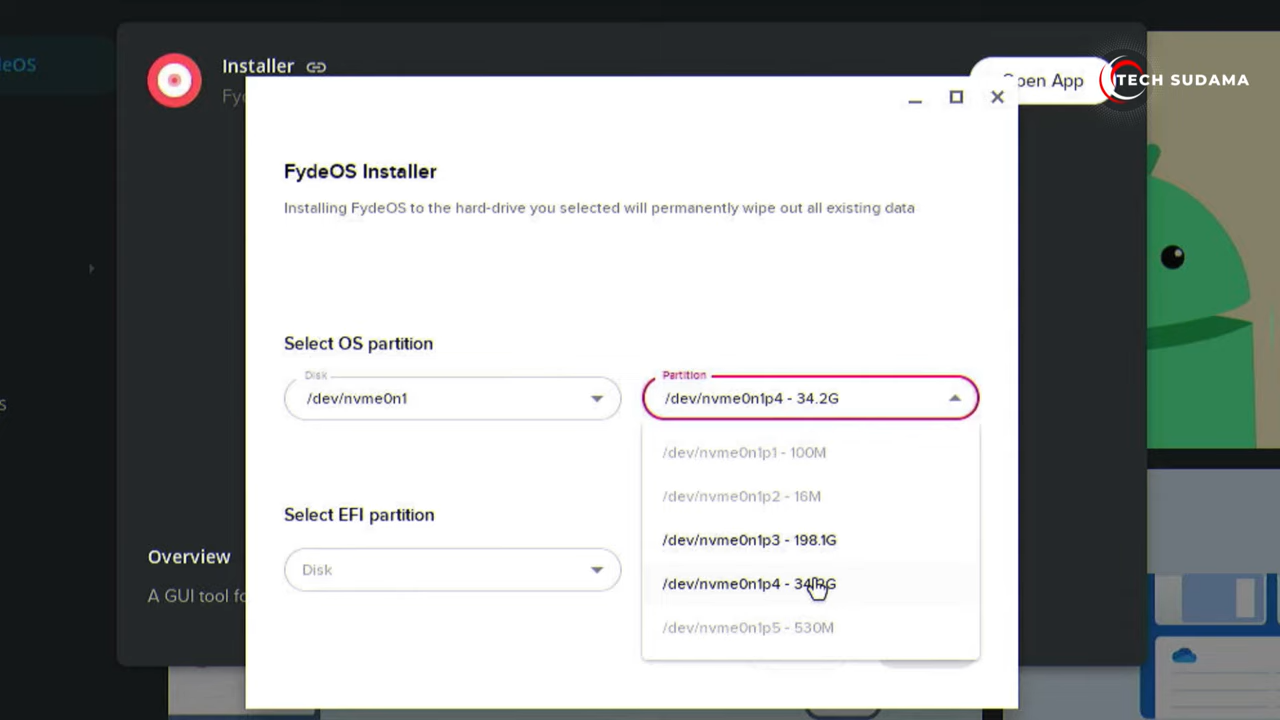 eOS
Installer
Fy
Open App
TECH SUDAMA
FydeOS Installer
Installing FydeOS to the hard-drive you selected will permanently wipe out all existing data
Select OS partition
Disk
/dev/nvme0n1
Partition
/dev/nvme0n1p4 - 34.2G
/dev/nvme0n1p1 - 100M
/dev/nvme0n1p2 - 16M
/dev/nvme0n1p3 - 198.1G
/dev/nvme0n1p4 - 34.2G
/dev/nvme0n1p5 - 530M
Select EFI partition
Disk
Overview
A GUI tool fo
s